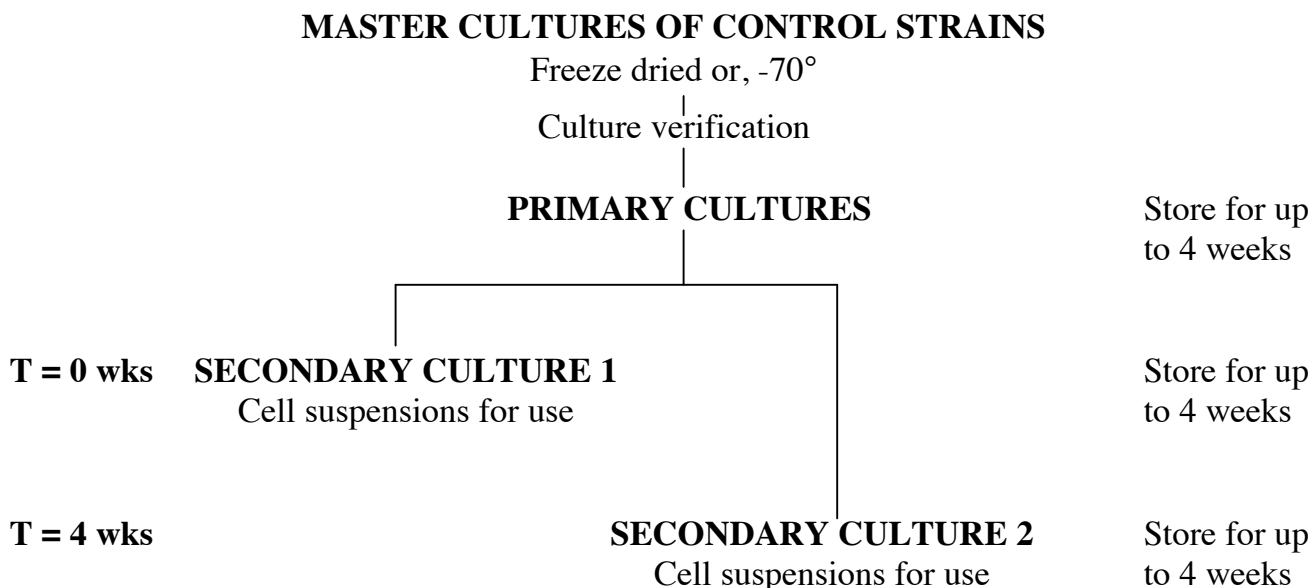 MASTER CULTURES OF CONTROL STRAINS
Freeze dried or, -70°
Culture verification
PRIMARY CULTURES Store for up
to 4 weeks
T = 0 wks SECONDARY CULTURE 1 Store for up
Cell suspensions for use to 4 weeks
T = 4 wks SECONDARY CULTURE 2 Store for up
Cell suspensions for use to 4 weeks